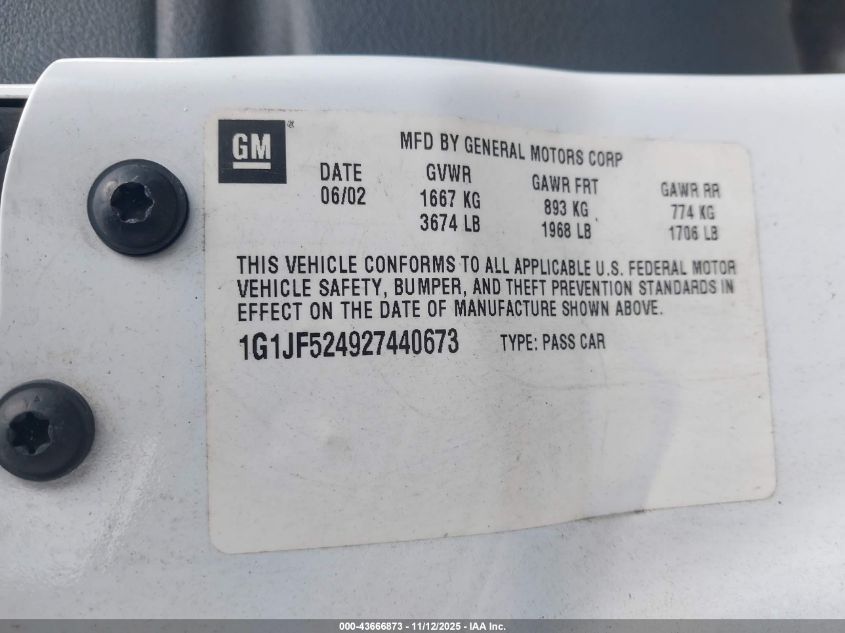 GM
MFD BY GENERAL MOTORS CORP
DATE GVWR GAWR FRT GAWR RR
06/02 1667 KG 893 KG 774 KG
3674 LB 1968 LB 1706 LB
THIS VEHICLE CONFORMS TO ALL APPLICABLE U.S. FEDERAL MOTOR
VEHICLE SAFETY, BUMPER, AND THEFT PREVENTION STANDARDS IN
EFFECT ON THE DATE OF MANUFACTURE SHOWN ABOVE.
1G1JF524927440673 TYPE: PASS CAR
000-43666873 - 11/12/2025 - IAA Inc.